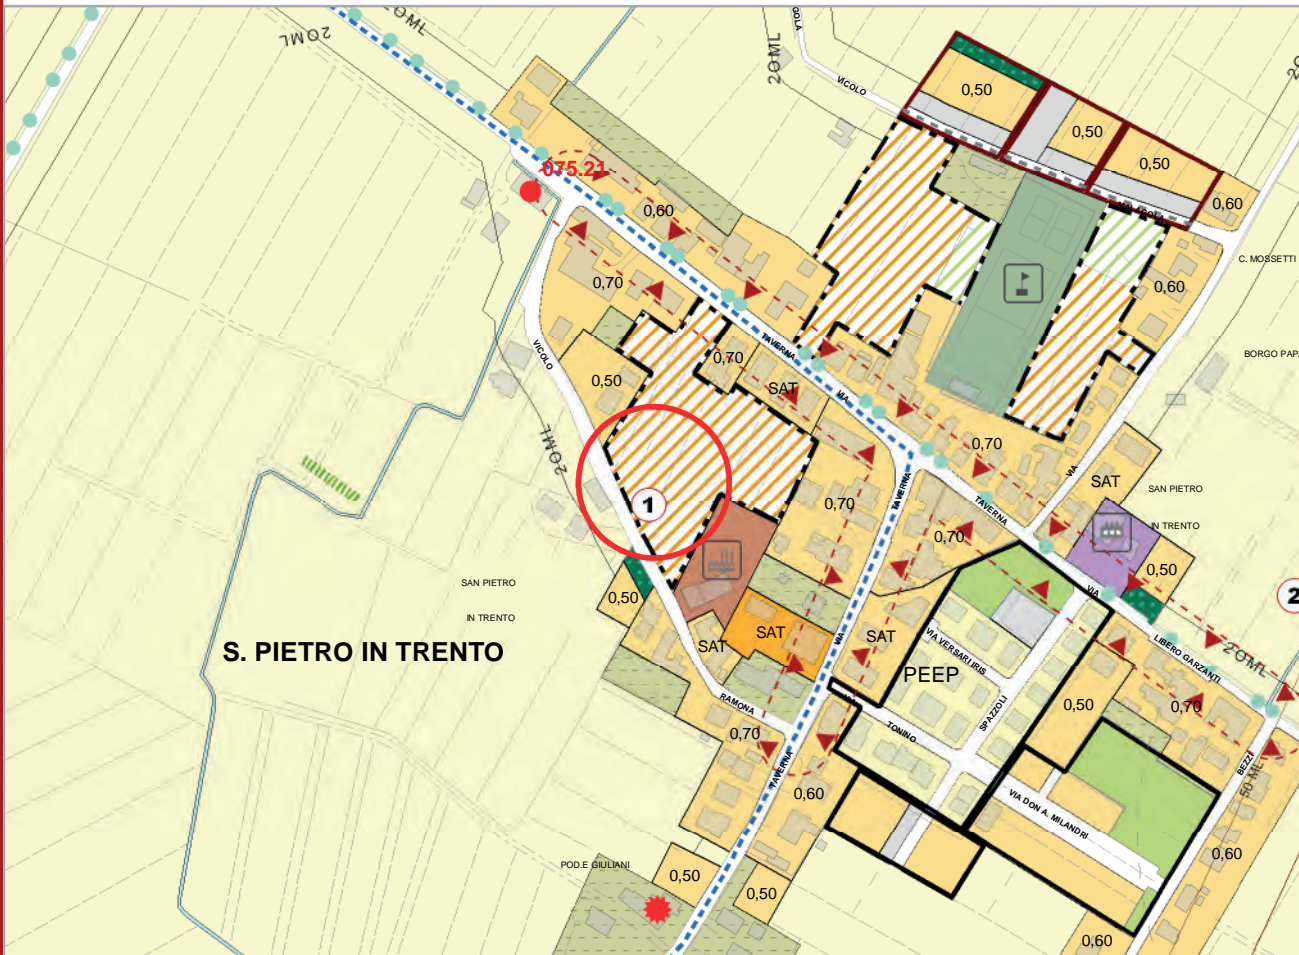 20ML
20ML
20ML
GOLA
VICOLO
0,50
0,50
0,50
0,60
075.21
0,60
0,70
C. MOSSETTI
0,60
VICOLO
0,50
0,70
TAVERNA
SAT
VIA
BORGO PAPA
20ML
0,70
SAT
VIA
SAN PIETRO
IN TRENTO
1
0,70
TAVERNA
TAVERNA
0,70
0,50
SAN PIETRO
IN TRENTO
0,50
VIA
2
S. PIETRO IN TRENTO
SAT
SAT
VIA
SAT
VIA VERSARI IRIS
PEEP
LIBERO GARZANTI
20ML
RAMONA
0,70
TONINO
SPAZZOLI
0,50
0,70
TAVERNA
0,60
BEZZI
50 ML
VIA DON A. MILANDRI
0,60
POD.E GIULIANI
0,50
0,50
0,60